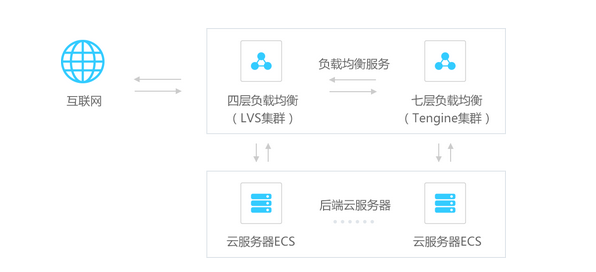 互联网
负载均衡服务
四层负载均衡
（LVS集群）
七层负载均衡
（Tengine集群）
后端云服务器
云服务器ECS
云服务器ECS